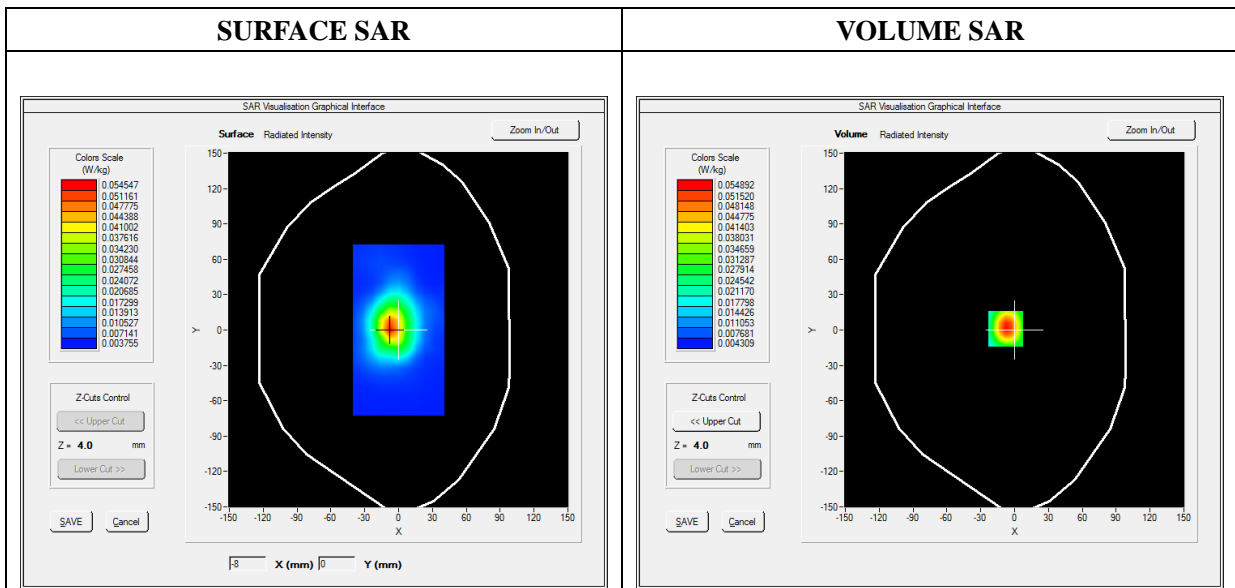 SURFACE SAR
VOLUME SAR
SAR Visualisation Graphical Interface
Surface Radiated Intensity
Zoom In/Out
Colors Scale
(W/kg)
0.054547
0.051161
0.047775
0.044388
0.041002
0.037616
0.034230
0.030844
0.027458
0.024072
0.020685
0.017299
0.013913
0.010527
0.007141
0.003755
Z-Cuts Control
<< Upper Cut
Z = 4.0 mm
Lower Cut >>
SAVE Cancel
150
120
90
60
30
0
-30
-60
-90
-120
-150
Y
-150 -120 -90 -60 -30 0 30 60 90 120 150
X
-8 X (mm) 0 Y (mm)
SAR Visualisation Graphical Interface
Volume Radiated Intensity
Zoom In/Out
Colors Scale
(W/kg)
0.054892
0.051520
0.048148
0.044775
0.041403
0.038031
0.034659
0.031287
0.027914
0.024542
0.021170
0.017798
0.014426
0.011053
0.007681
0.004309
Z-Cuts Control
<< Upper Cut
Z = 4.0 mm
Lower Cut >>
SAVE Cancel
150
120
90
60
30
0
-30
-60
-90
-120
-150
Y
-150 -120 -90 -60 -30 0 30 60 90 120 150
X